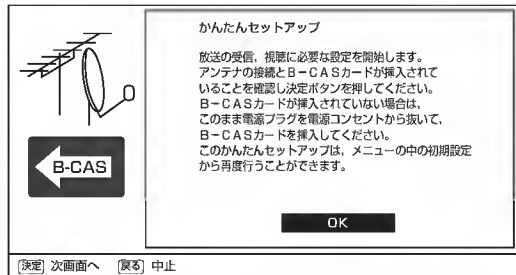 かんたんセットアップ
放送の受信，視聴に必要な設定を開始します。
アンテナの接続とB－CASカードが挿入されて
いることを確認し決定ボタンを押してください。
B－CASカードが挿入されていない場合は，
このまま電源プラグを電源コンセントから抜いて，
B－CASカードを挿入してください。
このかんたんセットアップは，メニューの中の初期設定
から再度行うことができます。
B-CAS
OK
決定 次画面へ 戻る 中止